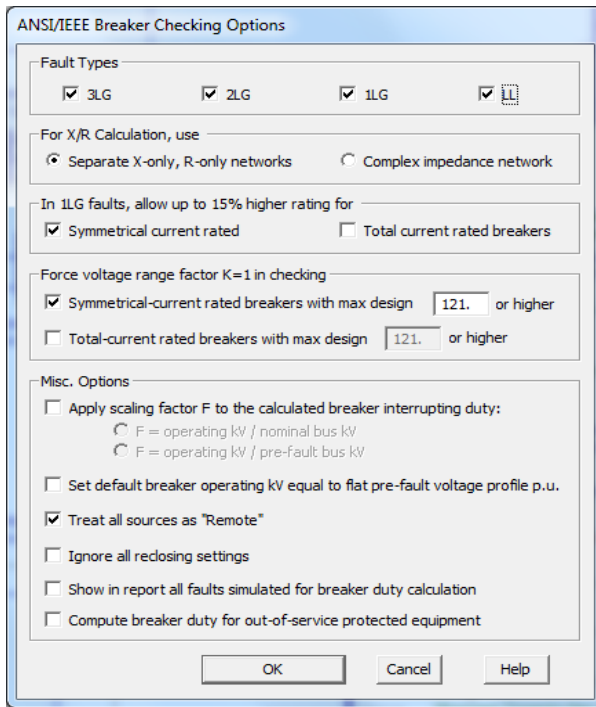 ANSI/IEEE Breaker Checking Options
Fault Types
3LG 2LG 1LG LL
For X/R Calculation, use
Separate X-only, R-only networks Complex impedance network
In 1LG faults, allow up to 15% higher rating for
Symmetrical current rated Total current rated breakers
Force voltage range factor K=1 in checking
Symmetrical-current rated breakers with max design 121. or higher
Total-current rated breakers with max design 121. or higher
Misc. Options
Apply scaling factor F to the calculated breaker interrupting duty:
F = operating kV / nominal bus kV
F = operating kV / pre-fault bus kV
Set default breaker operating kV equal to flat pre-fault voltage profile p.u.
Treat all sources as "Remote"
Ignore all reclosing settings
Show in report all faults simulated for breaker duty calculation
Compute breaker duty for out-of-service protected equipment
OK Cancel Help